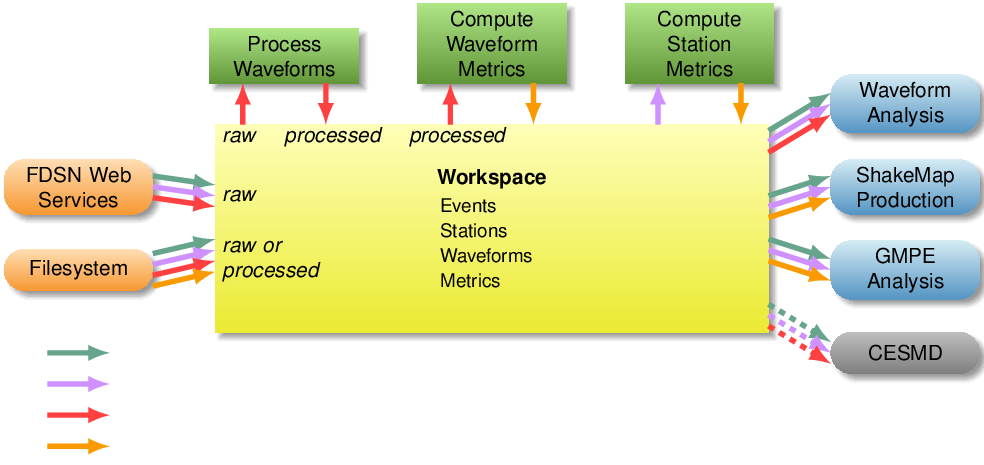 Process
Waveforms
Compute
Waveform
Metrics
Compute
Station
Metrics
Waveform
Analysis
raw
processed
processed
FDSN Web
Services
raw
Workspace
Events
Stations
Waveforms
Metrics
ShakeMap
Production
Filesystem
raw or
processed
GMPE
Analysis
CESMD